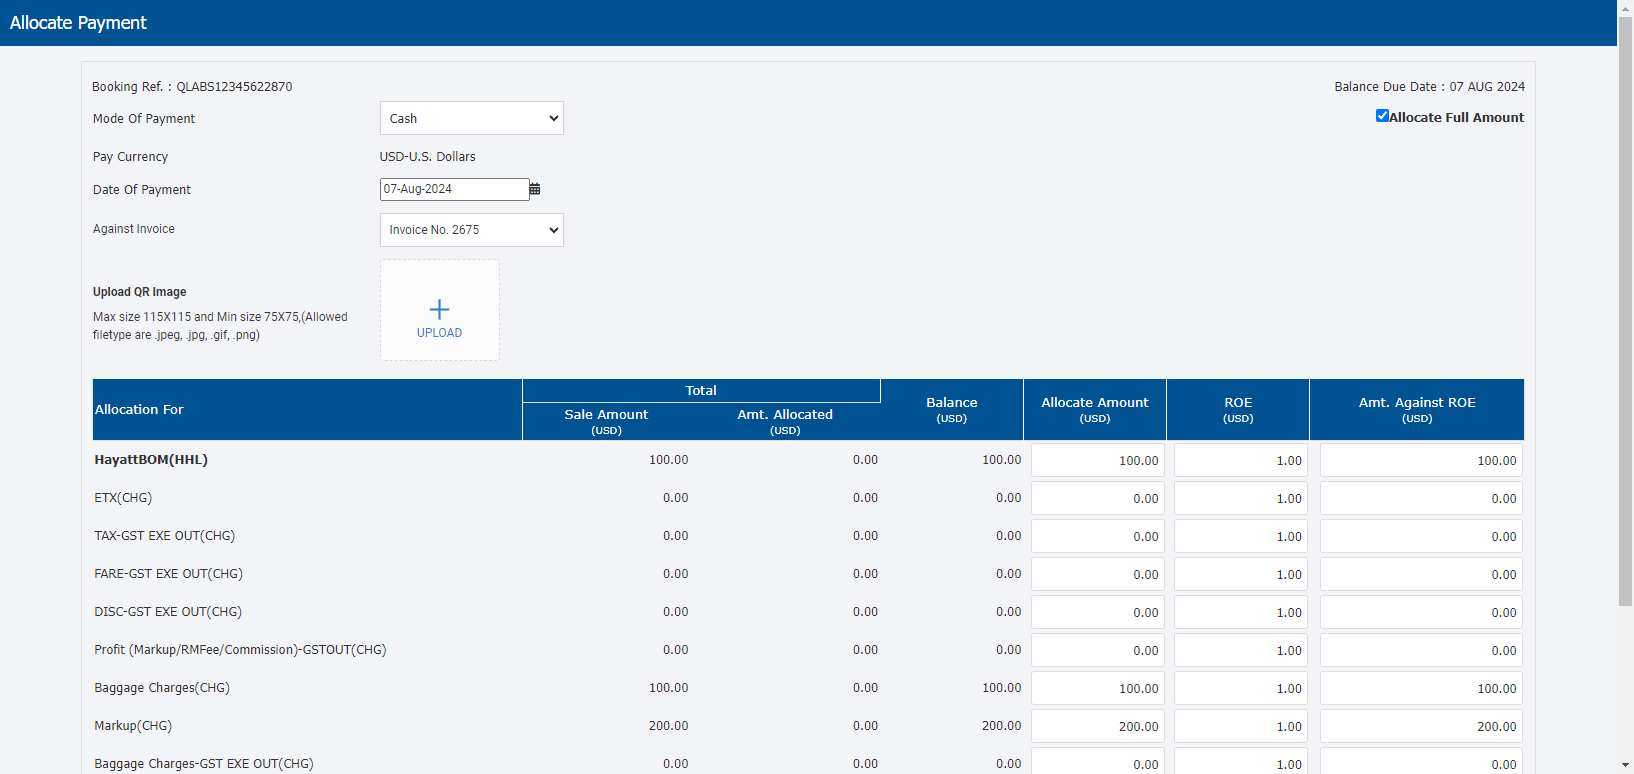 Allocate Payment
Booking Ref. : QLABS12345622870
Balance Due Date : 07 AUG 2024
Mode Of Payment
Cash
Allocate Full Amount
Pay Currency
USD-U.S. Dollars
Date Of Payment
07-Aug-2024
Against Invoice
Invoice No. 2675
Upload QR Image
Max size 115X115 and Min size 75X75,(Allowed
filetype are .jpeg, .jpg, .gif, .png)
UPLOAD
Allocation For
Total
Sale Amount
(USD)
Amt. Allocated
(USD)
Balance
(USD)
Allocate Amount
(USD)
ROE
(USD)
Amt. Against ROE
(USD)
HayattBOM(HHL) 100.00 0.00 100.00 100.00 1.00 100.00
ETX(CHG) 0.00 0.00 0.00 0.00 1.00 0.00
TAX-GST EXE OUT(CHG) 0.00 0.00 0.00 0.00 1.00 0.00
FARE-GST EXE OUT(CHG) 0.00 0.00 0.00 0.00 1.00 0.00
DISC-GST EXE OUT(CHG) 0.00 0.00 0.00 0.00 1.00 0.00
Profit (Markup/RMFee/Commission)-GSTOUT(CHG) 0.00 0.00 0.00 0.00 1.00 0.00
Baggage Charges(CHG) 100.00 0.00 100.00 100.00 1.00 100.00
Markup(CHG) 200.00 0.00 200.00 200.00 1.00 200.00
Baggage Charges-GST EXE OUT(CHG) 0.00 0.00 0.00 0.00 1.00 0.00